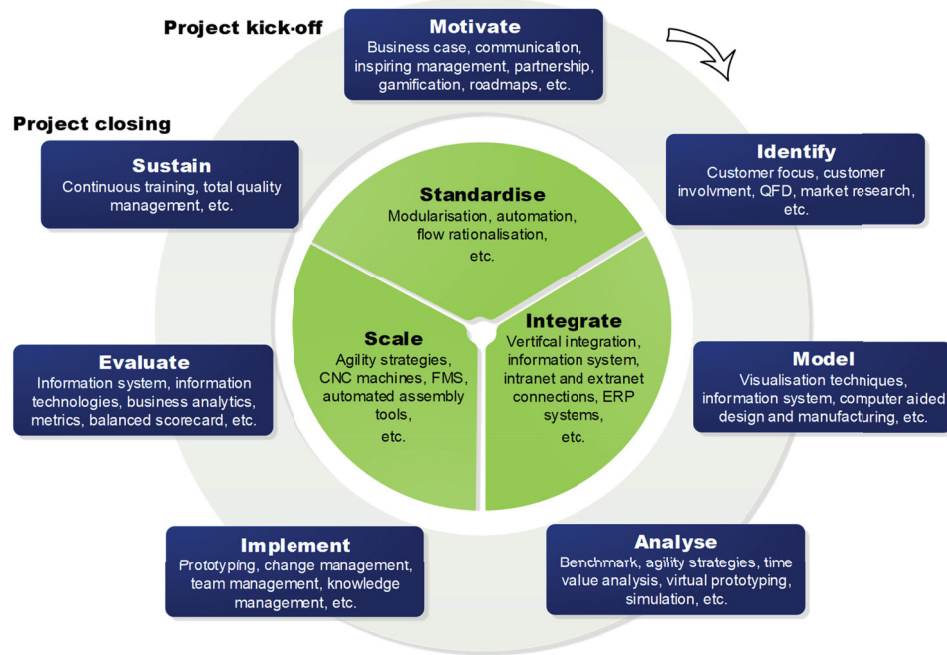 Project kick-off
Motivate
Business case, communication,
inspiring management, partnership,
gamification, roadmaps, etc.
Project closing
Sustain
Continuous training, total quality
management, etc.
Identify
Customer focus, customer
involvment, QFD, market research,
etc.
Standardise
Modularisation, automation,
flow rationalisation,
etc.
Scale
Agility strategies,
CNC machines, FMS,
automated assembly
tools,
etc.
Integrate
Vertifcal integration,
information system,
intranet and extranet
connections, ERP
systems,
etc.
Evaluate
Information system, information
technologies, business analytics,
metrics, balanced scorecard, etc.
Model
Visualisation techniques,
information system, computer aided
design and manufacturing, etc.
Implement
Prototyping, change management,
team management, knowledge
management, etc.
Analyse
Benchmark, agility strategies, time
value analysis, virtual prototyping,
simulation, etc.